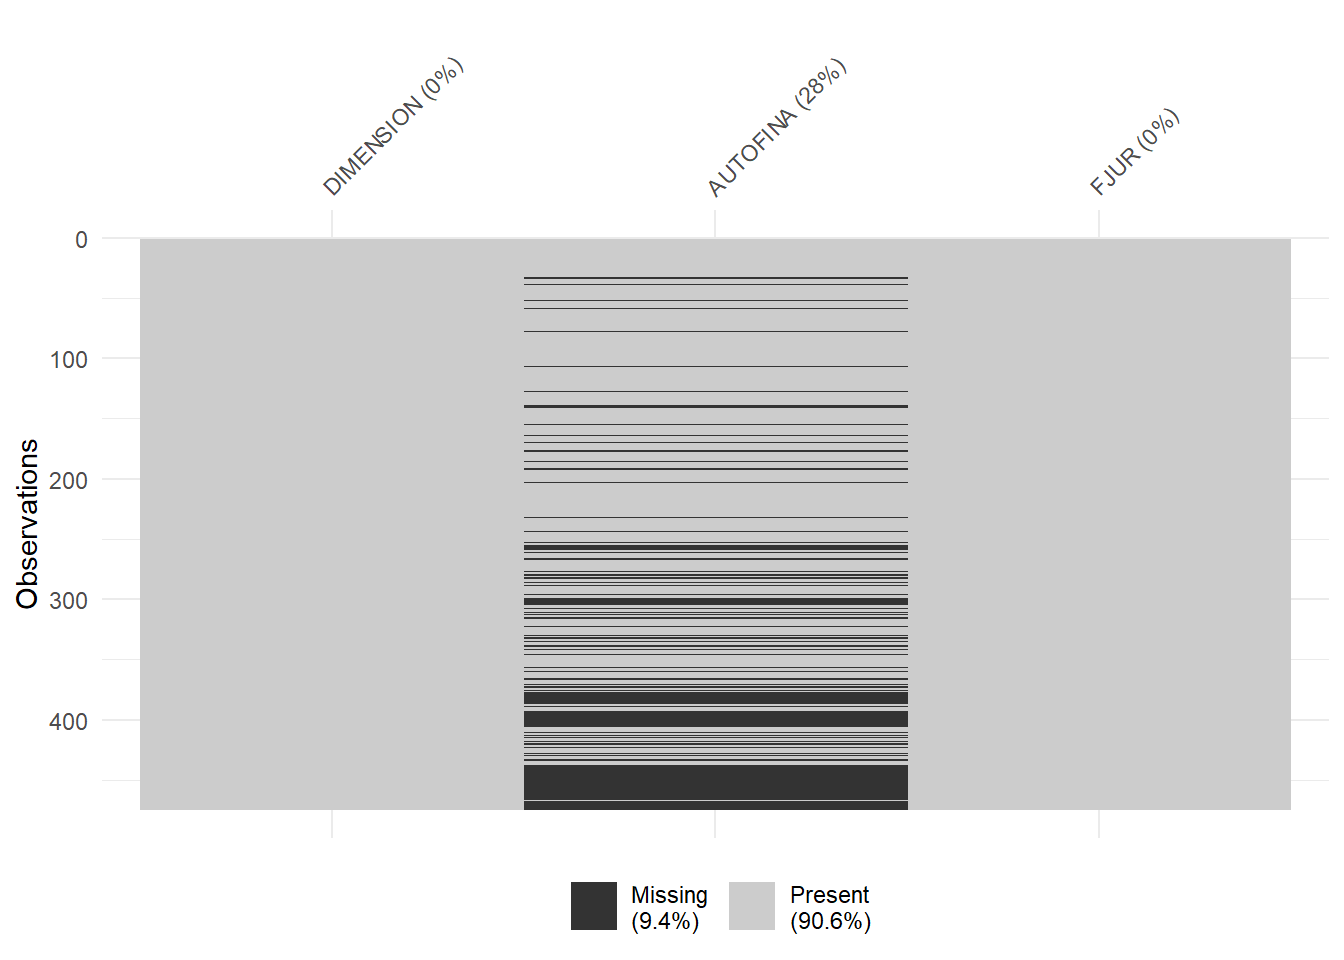 DIMENSION (0%)
AUTOFINA (28%)
FJUR (0%)
0
100
200
300
400
Observations
Missing
(9.4%)
Present
(90.6%)